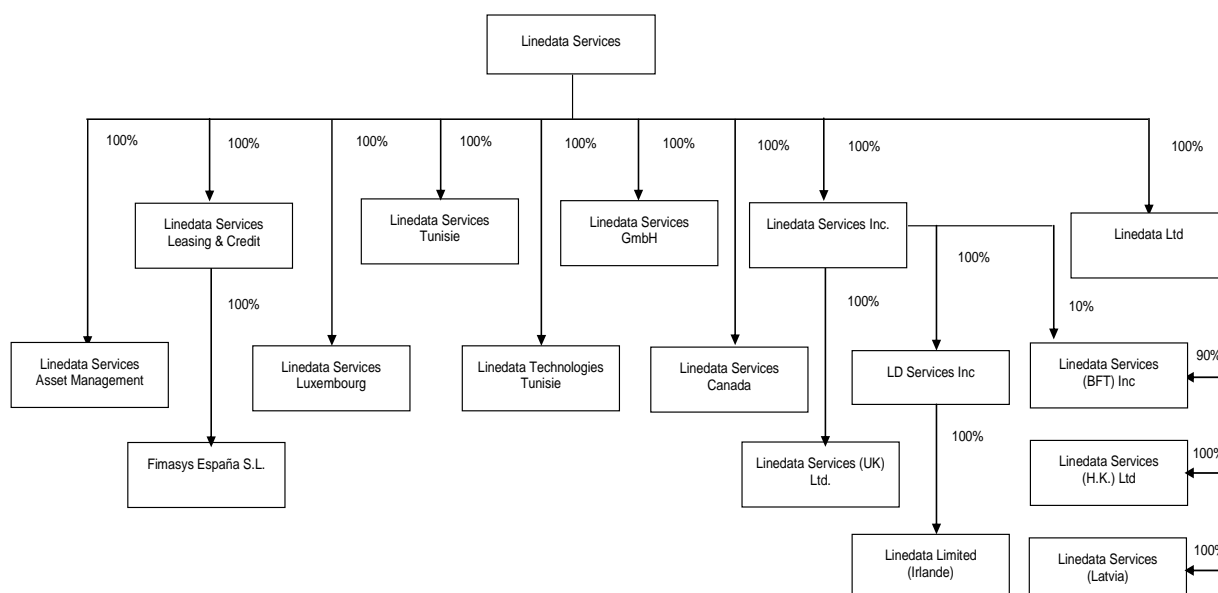 Linedata Services
100%
100%
100%
100%
100%
100%
100%
100%
100%
Linedata Services
Leasing & Credit
Linedata Services
Tunisie
Linedata Services
GmbH
Linedata Services Inc.
Linedata Ltd
100%
100%
100%
10%
Linedata Services
Asset Management
Linedata Services
Luxembourg
Linedata Technologies
Tunisie
Linedata Services
Canada
LD Services Inc
Linedata Services
(BFT) Inc
90%
Fimasys España S.L.
Linedata Services (UK)
Ltd.
100%
Linedata Services
(H.K.) Ltd
100%
Linedata Limited
(Irlande)
Linedata Services
(Latvia)
100%